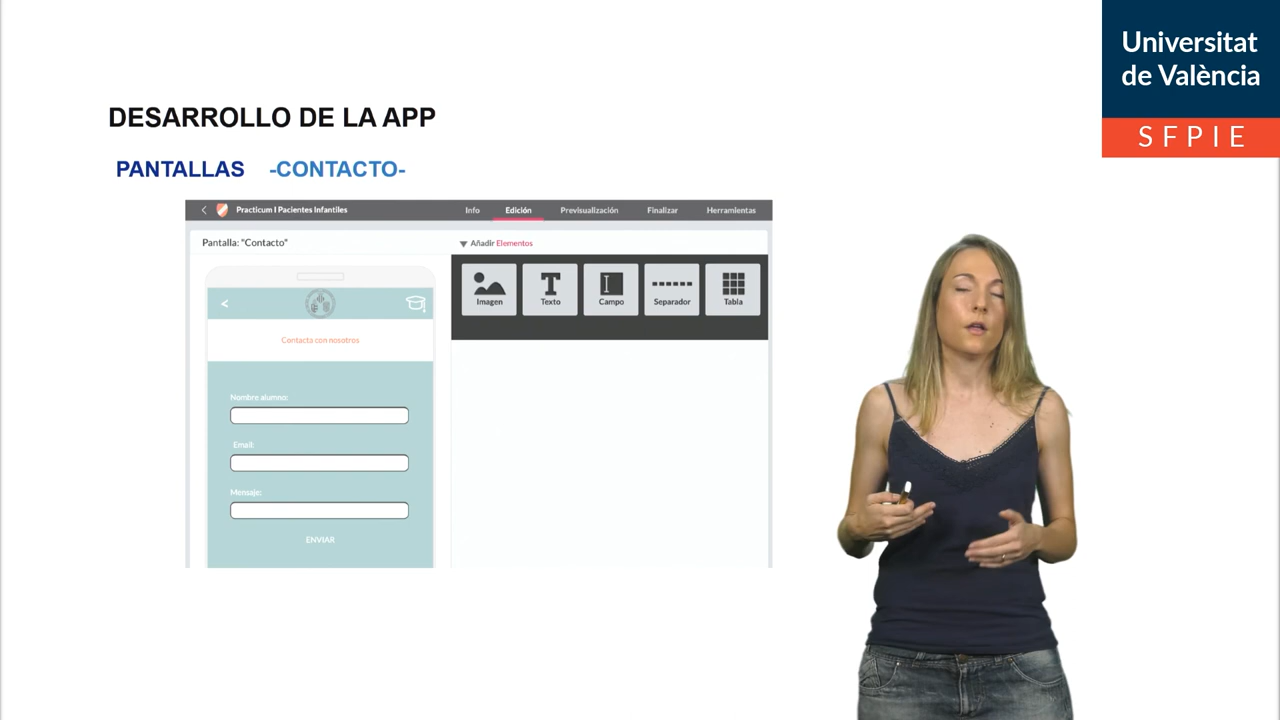 Universitat
de València
SFPIE
DESARROLLO DE LA APP
PANTALLAS -CONTACTO-
< Practicum I Pacientes Infantiles Info Edición Previsualización Finalizar Herramientas
Pantalla: "Contacto"
Añadir Elementos
Imagen Texto Campo Separador Tabla
<
Contacta con nosotros
Nombre alumno:
Email:
Mensaje:
ENVIAR